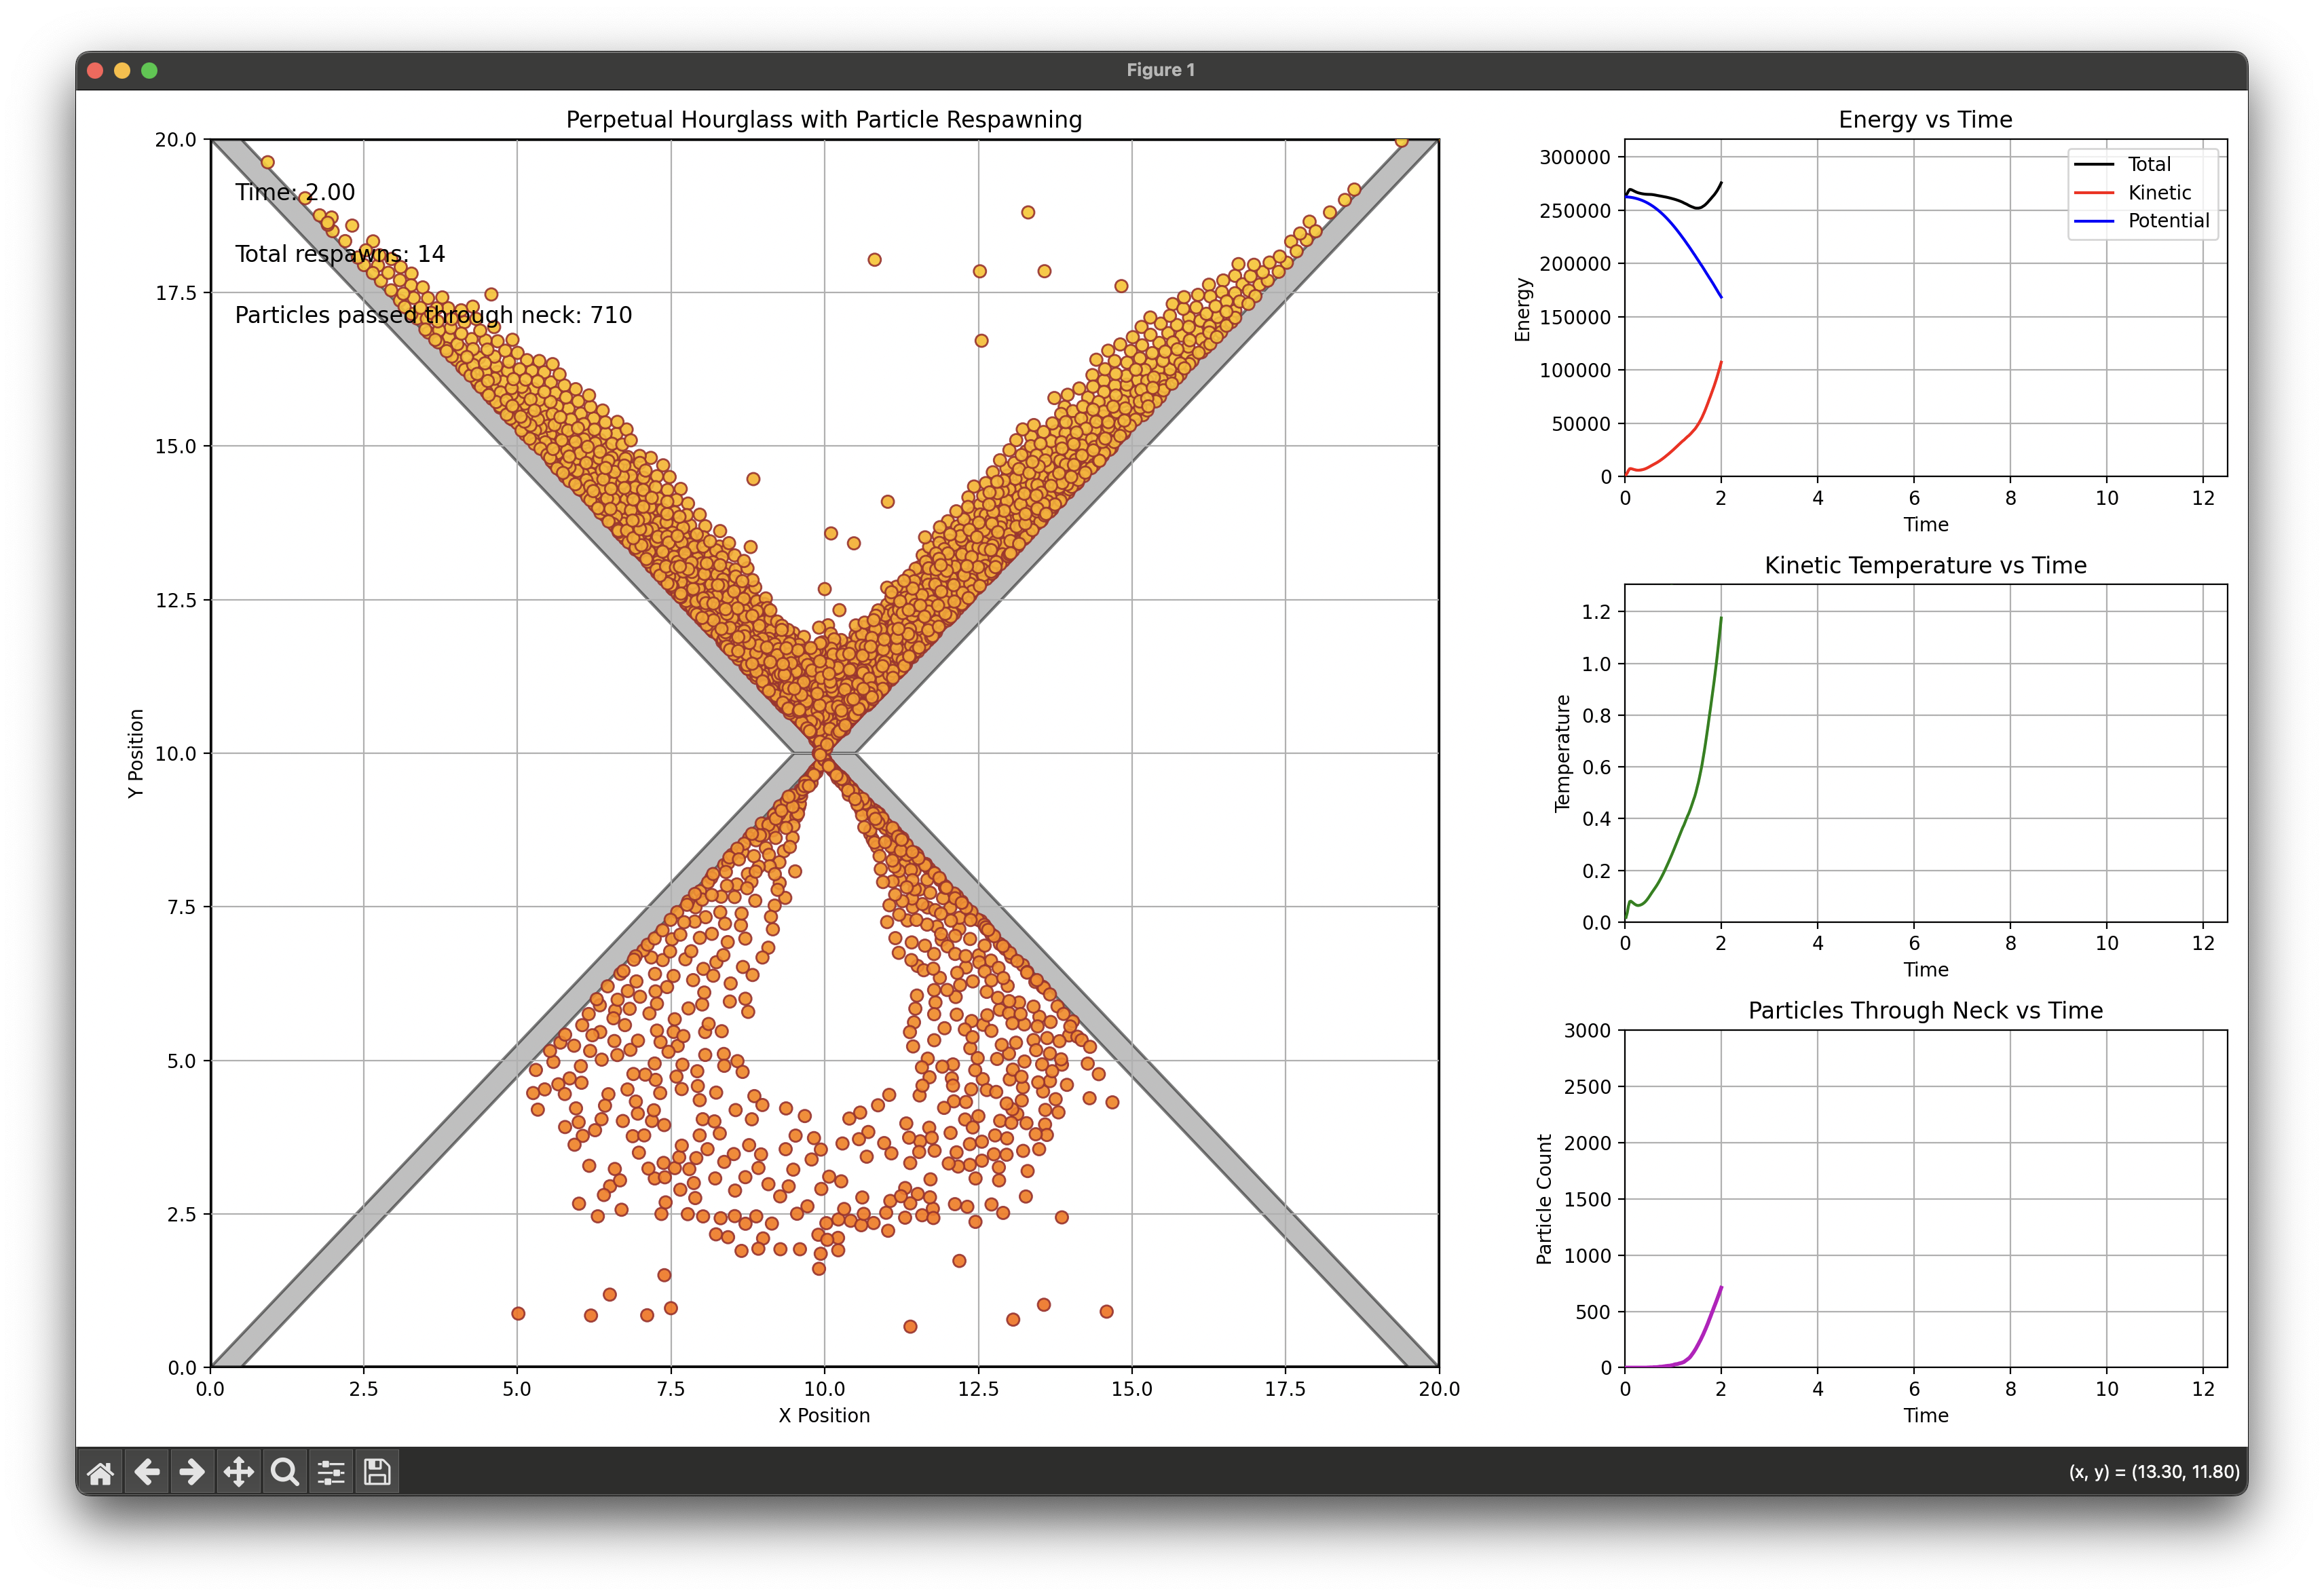 Figure 1
Perpetual Hourglass with Particle Respawning
20.0
17.5
15.0
12.5
10.0
7.5
5.0
2.5
0.0
Y Position
Time: 2.00
Total respawns: 14
Particles passed through neck: 710
0.0 2.5 5.0 7.5 10.0 12.5 15.0 17.5 20.0
X Position
Energy vs Time
300000
250000
200000
150000
100000
50000
0
Energy
Total
Kinetic
Potential
0 2 4 6 8 10 12
Time
Kinetic Temperature vs Time
1.2
1.0
0.8
0.6
0.4
0.2
0.0
Temperature
0 2 4 6 8 10 12
Time
Particles Through Neck vs Time
3000
2500
2000
1500
1000
500
0
Particle Count
0 2 4 6 8 10 12
Time
(x, y) = (13.30, 11.80)